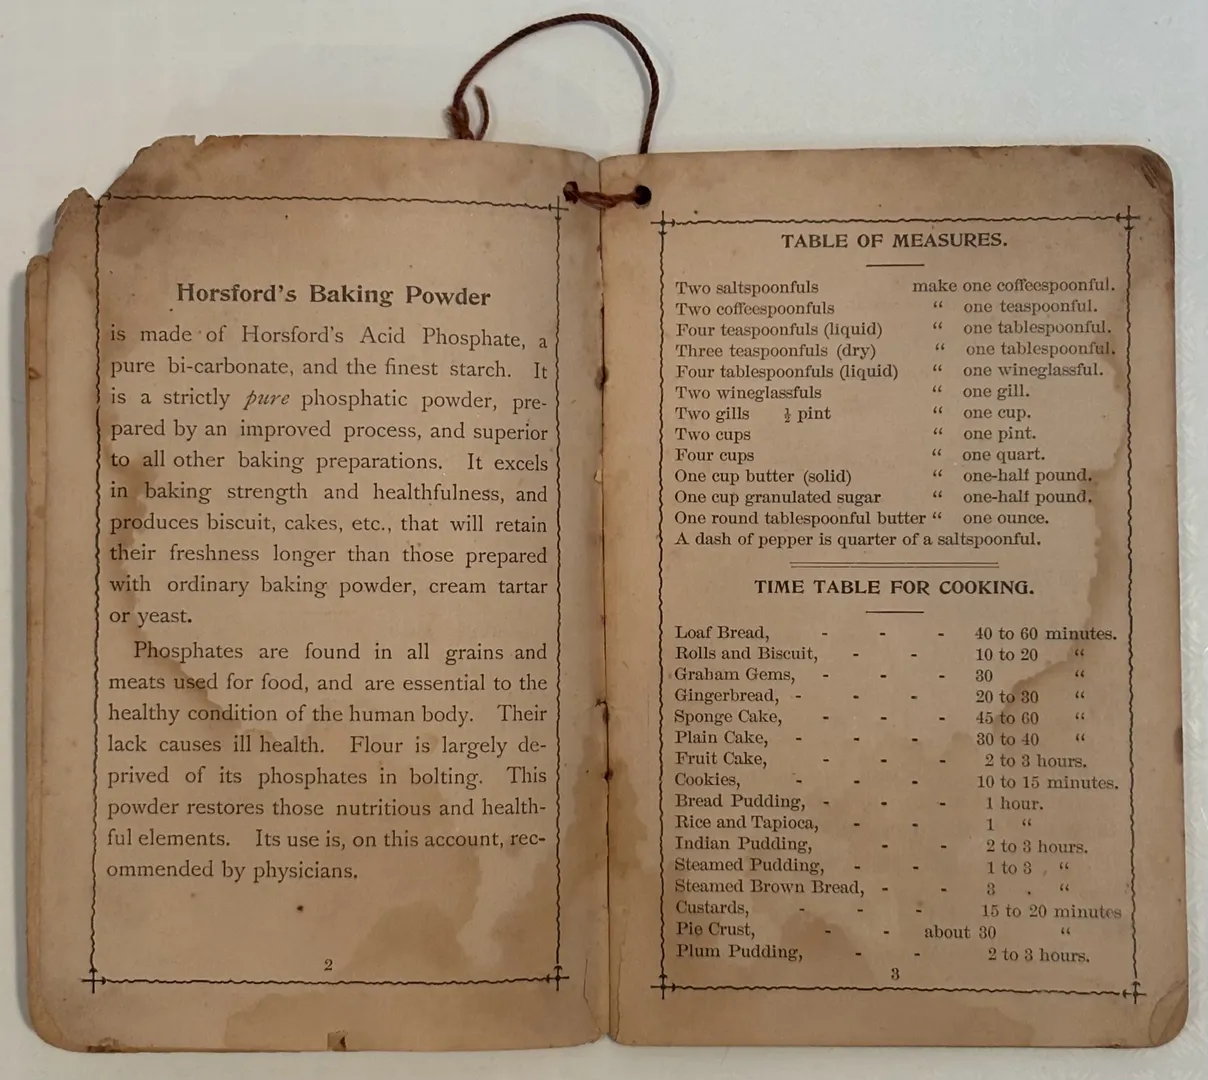 Horsford's Baking Powder
is made of Horsford's Acid Phosphate, a
pure bi-carbonate, and the finest starch. It
is a strictly pure phosphatic powder, pre-
pared by an improved process, and superior
to all other baking preparations. It excels
in baking strength and healthfulness, and
produces biscuit, cakes, etc., that will retain
their freshness longer than those prepared
with ordinary baking powder, cream tartar
or yeast.
Phosphates are found in all grains and
meats used for food, and are essential to the
healthy condition of the human body. Their
lack causes ill health. Flour is largely de-
prived of its phosphates in bolting. This
powder restores those nutritious and health-
ful elements. Its use is, on this account, rec-
ommended by physicians.
2
TABLE OF MEASURES.
Two saltspoonfuls make one coffeespoonful.
Two coffeespoonfuls “ one teaspoonful.
Four teaspoonfuls (liquid) “ one tablespoonful.
Three teaspoonfuls (dry) “ one tablespoonful.
Four tablespoonfuls (liquid) “ one wineglassful.
Two wineglassfuls “ one gill.
Two gills ½ pint “ one cup.
Two cups “ one pint.
Four cups “ one quart.
One cup butter (solid) “ one-half pound.
One cup granulated sugar “ one-half pound.
One round tablespoonful butter “ one ounce.
A dash of pepper is quarter of a saltspoonful.
TIME TABLE FOR COOKING.
Loaf Bread, - - - 40 to 60 minutes.
Rolls and Biscuit, - - 10 to 20 “
Graham Gems, - - - 30 “
Gingerbread, - - - 20 to 30 “
Sponge Cake, - - - 45 to 60 “
Plain Cake, - - - 30 to 40 “
Fruit Cake, - - - 2 to 3 hours.
Cookies, - - - 10 to 15 minutes.
Bread Pudding, - - - 1 hour.
Rice and Tapioca, - - 1 “
Indian Pudding, - - 2 to 3 hours.
Steamed Pudding, - - 1 to 3 “
Steamed Brown Bread, - - 3 “
Custards, - - - 15 to 20 minutes
Pie Crust, - - about 30 “
Plum Pudding, - - 2 to 3 hours.
3